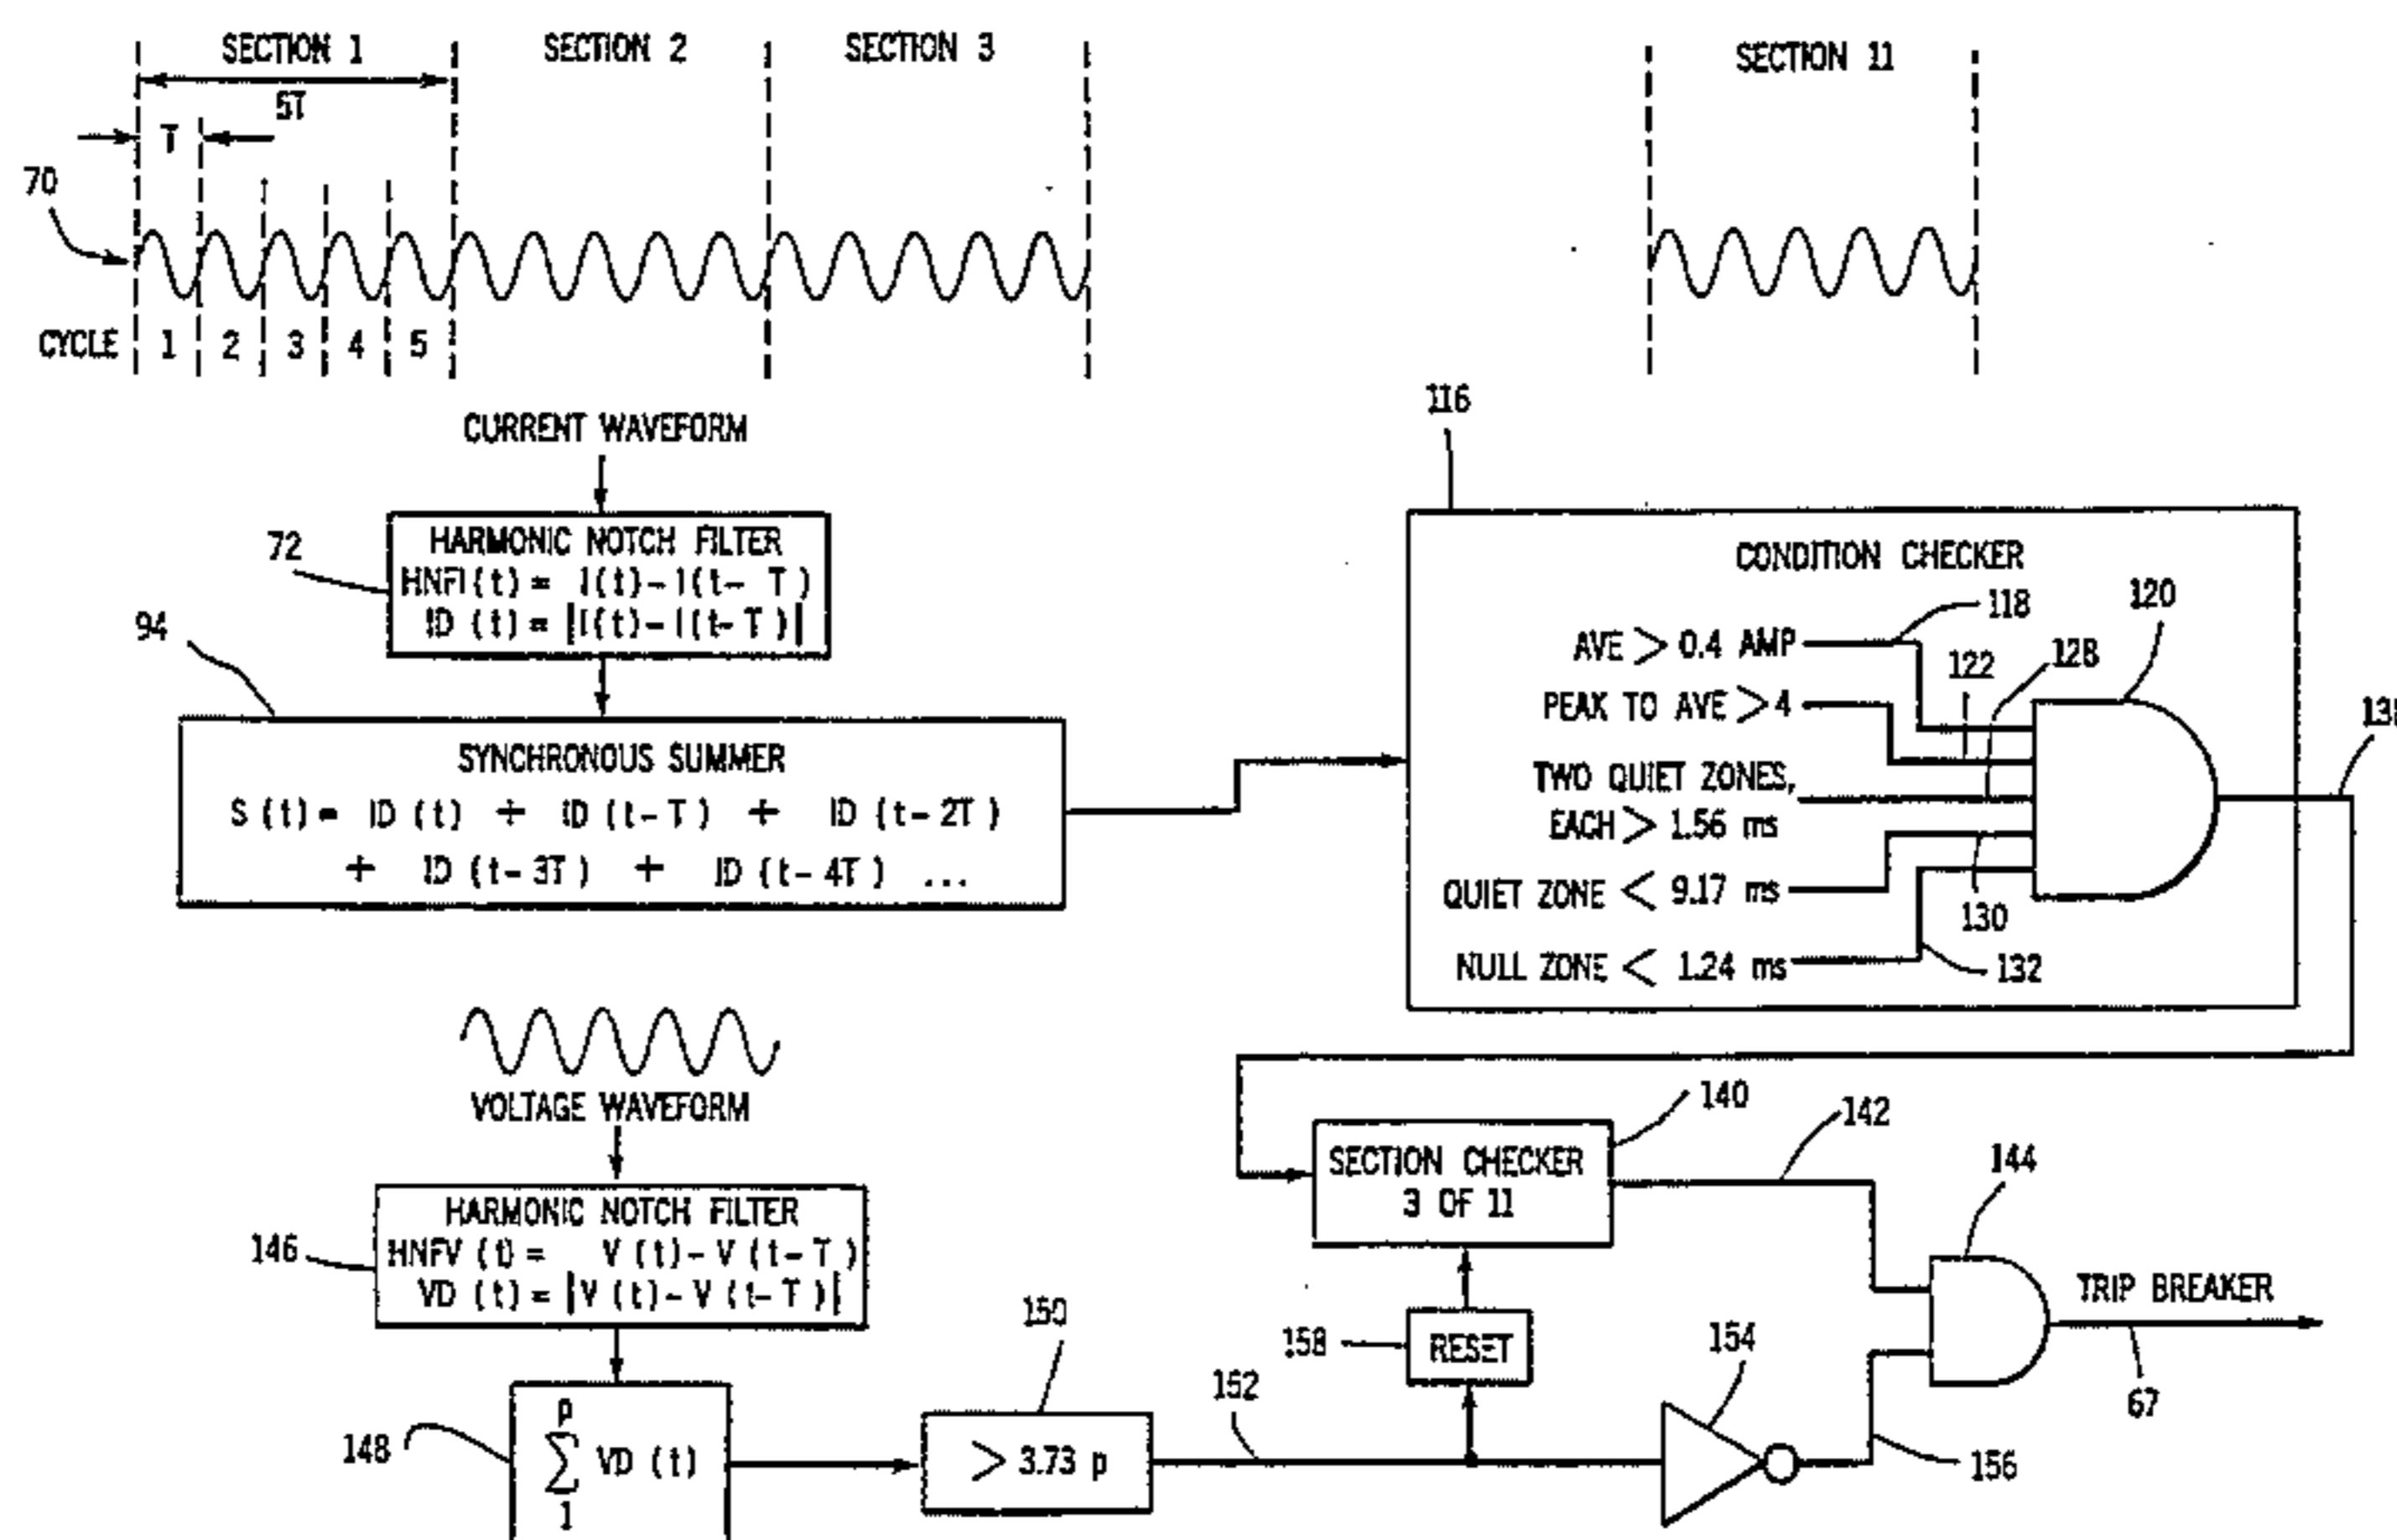 SECTION 1
SECTION 2
SECTION 3
SECTION 11
5T
T
70
CYCLE 1 2 3 4 5
CURRENT WAVEFORM
72
HARMONIC NOTCH FILTER
HNFI(t) = I(t) - I(t - T)
ID (t) = |I(t) - I(t - T)|
94
SYNCHRONOUS SUMMER
S (t) = ID (t) + ID (t - T) + ID (t - 2T)
+ ID (t - 3T) + ID (t - 4T) ...
116
CONDITION CHECKER
AVE > 0.4 AMP
118
120
PEAK TO AVE > 4
122
128
TWO QUIET ZONES,
EACH > 1.56 ms
QUIET ZONE < 9.17 ms
130
NULL ZONE < 1.24 ms
132
VOLTAGE WAVEFORM
146
HARMONIC NOTCH FILTER
HNFV (t) = V (t) - V (t - T)
VD (t) = |V (t) - V (t - T)|
148
p
∑ VD (t)
1
150
> 3.73 p
152
140
SECTION CHECKER
3 OF 11
142
144
158
RESET
154
156
TRIP BREAKER
67